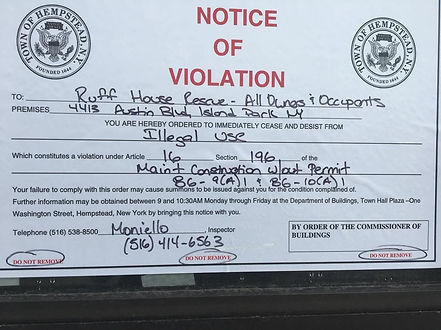 NOTICE
OF
VIOLATION
TOWN OF HEMPSTEAD, N.Y.
FOUNDED 1644
TOWN OF HEMPSTEAD, N.Y.
FOUNDED 1644
TO: Ruff House Rescue - All Owners & Occupants
PREMISES 4413 Austin Blvd, Island Park NY
YOU ARE HEREBY ORDERED TO IMMEDIATELY CEASE AND DESIST FROM
Illegal Use
Which constitutes a violation under Article 16 Section 196 of the
Maint Construction w/out Permit
86-9(A)1 & 86-10(A)1
Your failure to comply with this order may cause summons to be issued against you for the condition complained of.
Further information may be obtained between 9 and 10:30AM Monday through Friday at the Department of Buildings, Town Hall Plaza - One
Washington Street, Hempstead, New York by bringing this notice with you.
Telephone (516) 538-8500 Moniello, Inspector
(516) 414-6563
BY ORDER OF THE COMMISSIONER OF
BUILDINGS
DO NOT REMOVE DO NOT REMOVE DO NOT REMOVE